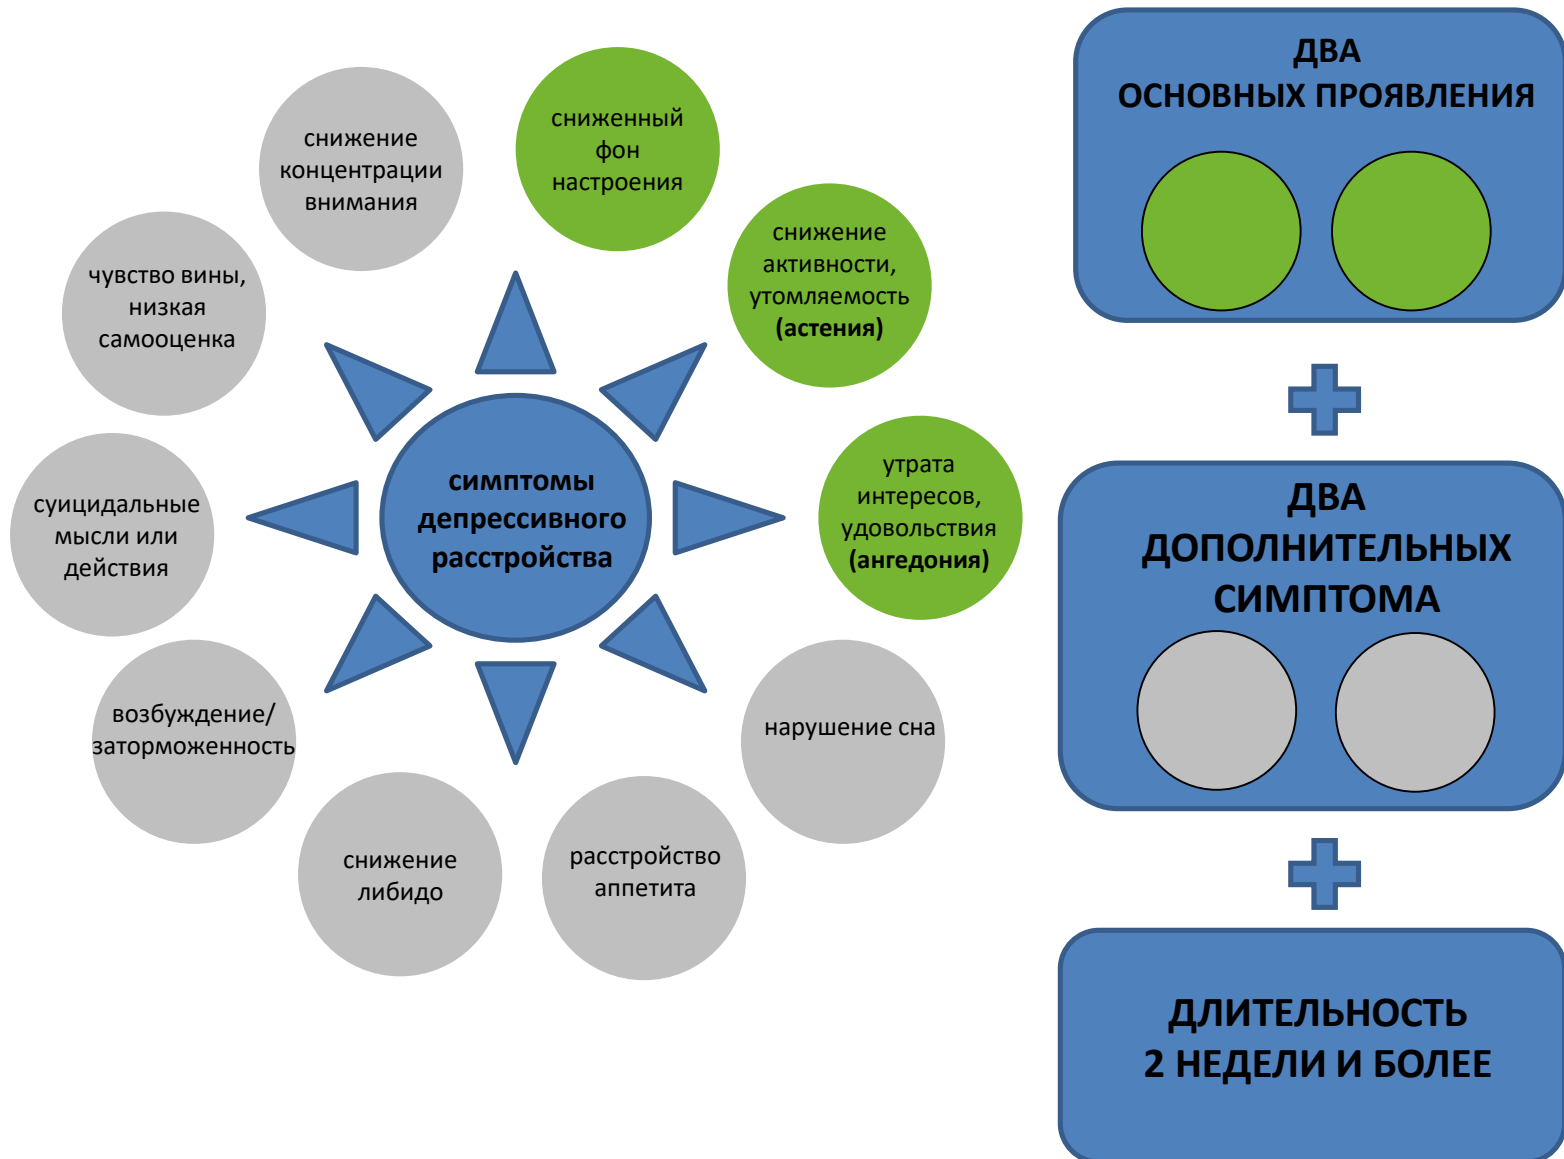 сниженный
фон
настроения
снижение
активности,
утомляемость
(астения)
утрата
интересов,
удовольствия
(ангедония)
нарушение сна
расстройство
аппетита
снижение
либидо
возбуждение/
заторможенность
суицидальные
мысли или
действия
чувство вины,
низкая
самооценка
снижение
концентрации
внимания
симптомы
депрессивного
расстройства
ДВА
ОСНОВНЫХ ПРОЯВЛЕНИЯ
ДВА
ДОПОЛНИТЕЛЬНЫХ
СИМПТОМА
ДЛИТЕЛЬНОСТЬ
2 НЕДЕЛИ И БОЛЕЕ